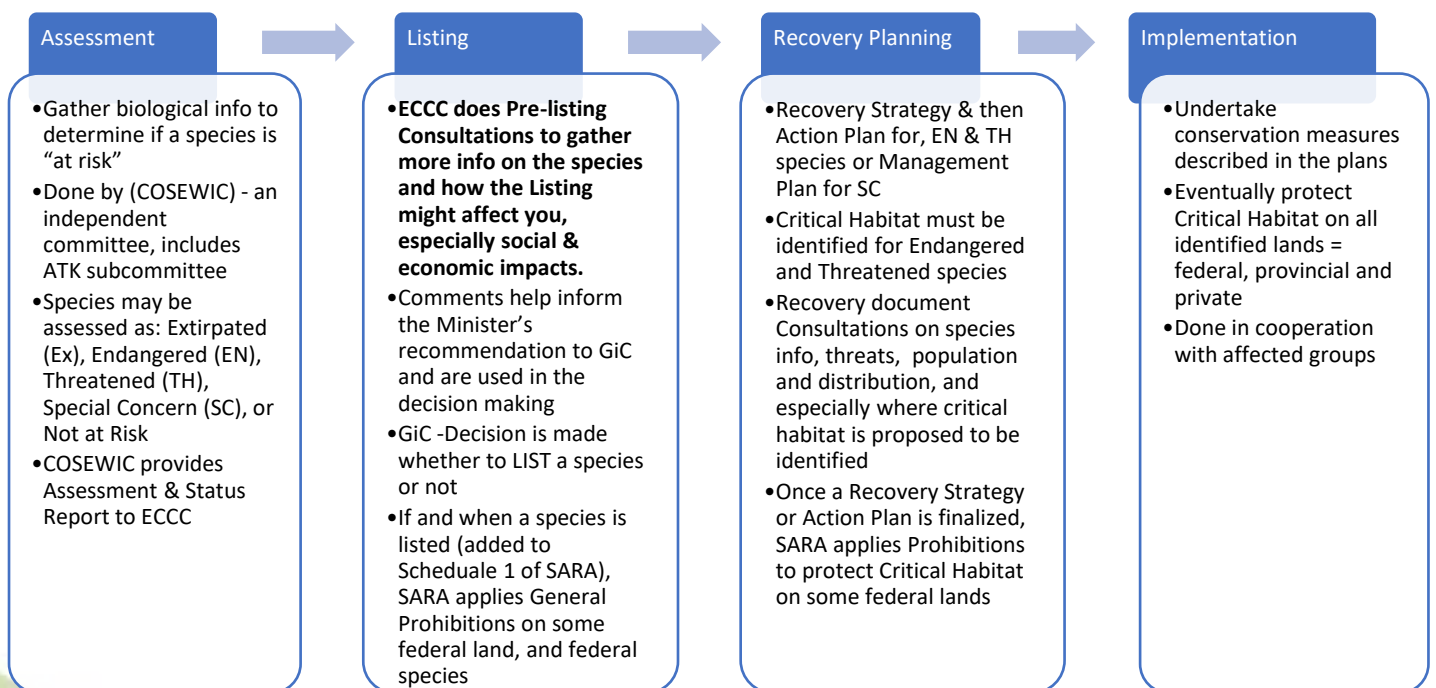 Assessment
•Gather biological info to
determine if a species is
“at risk”
•Done by (COSEWIC) - an
independent
committee, includes
ATK subcommittee
•Species may be
assessed as: Extirpated
(Ex), Endangered (EN),
Threatened (TH),
Special Concern (SC), or
Not at Risk
•COSEWIC provides
Assessment & Status
Report to ECCC
Listing
•ECCC does Pre-listing
Consultations to gather
more info on the species
and how the Listing
might affect you,
especially social &
economic impacts.
•Comments help inform
the Minister’s
recommendation to GiC
and are used in the
decision making
•GiC -Decision is made
whether to LIST a species
or not
•If and when a species is
listed (added to
Scheduale 1 of SARA),
SARA applies General
Prohibitions on some
federal land, and federal
species
Recovery Planning
•Recovery Strategy & then
Action Plan for, EN & TH
species or Management
Plan for SC
•Critical Habitat must be
identified for Endangered
and Threatened species
•Recovery document
Consultations on species
info, threats, population
and distribution, and
especially where critical
habitat is proposed to be
identified
•Once a Recovery Strategy
or Action Plan is finalized,
SARA applies Prohibitions
to protect Critical Habitat
on some federal lands
Implementation
•Undertake
conservation measures
described in the plans
•Eventually protect
Critical Habitat on all
identified lands =
federal, provincial and
private
•Done in cooperation
with affected groups